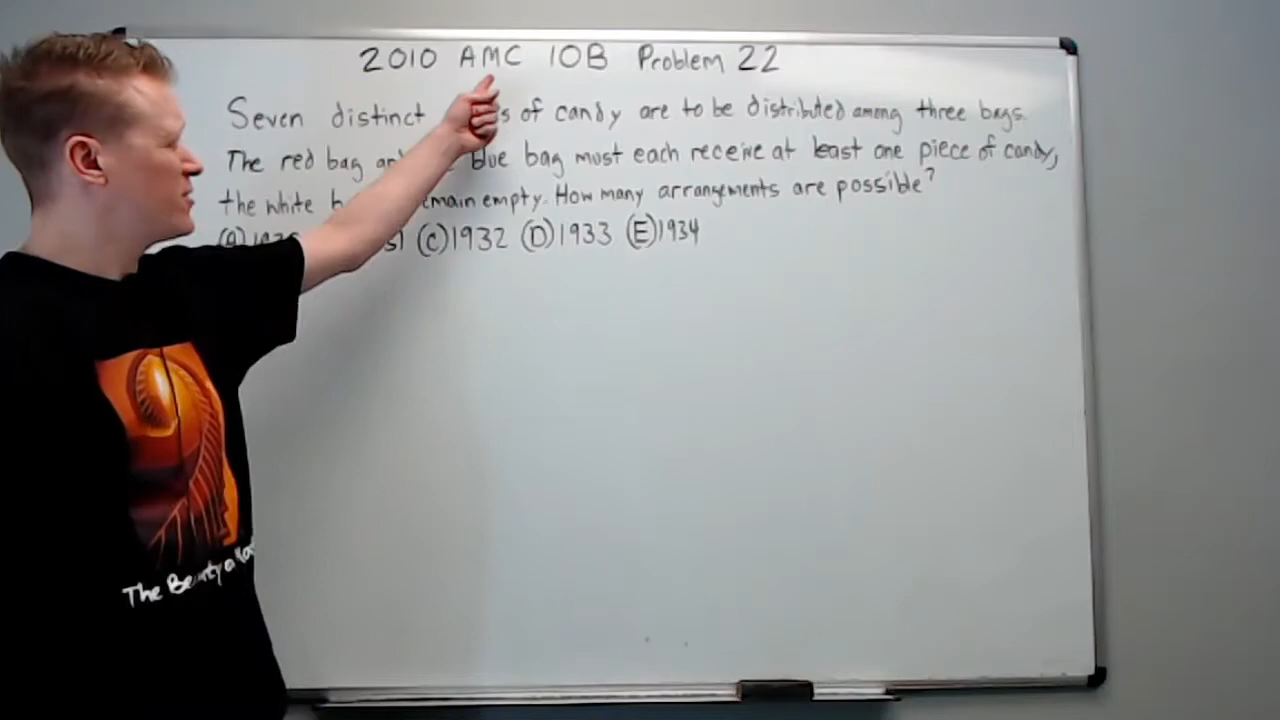 2010 AMC 10B Problem 22
Seven distinct of candy are to be distributed among three bags.
The red bag blue bag must each receive at least one piece of candy,
the white empty. How many arrangements are possible?
(C)1932 (D)1933 (E)1934
The Beauty